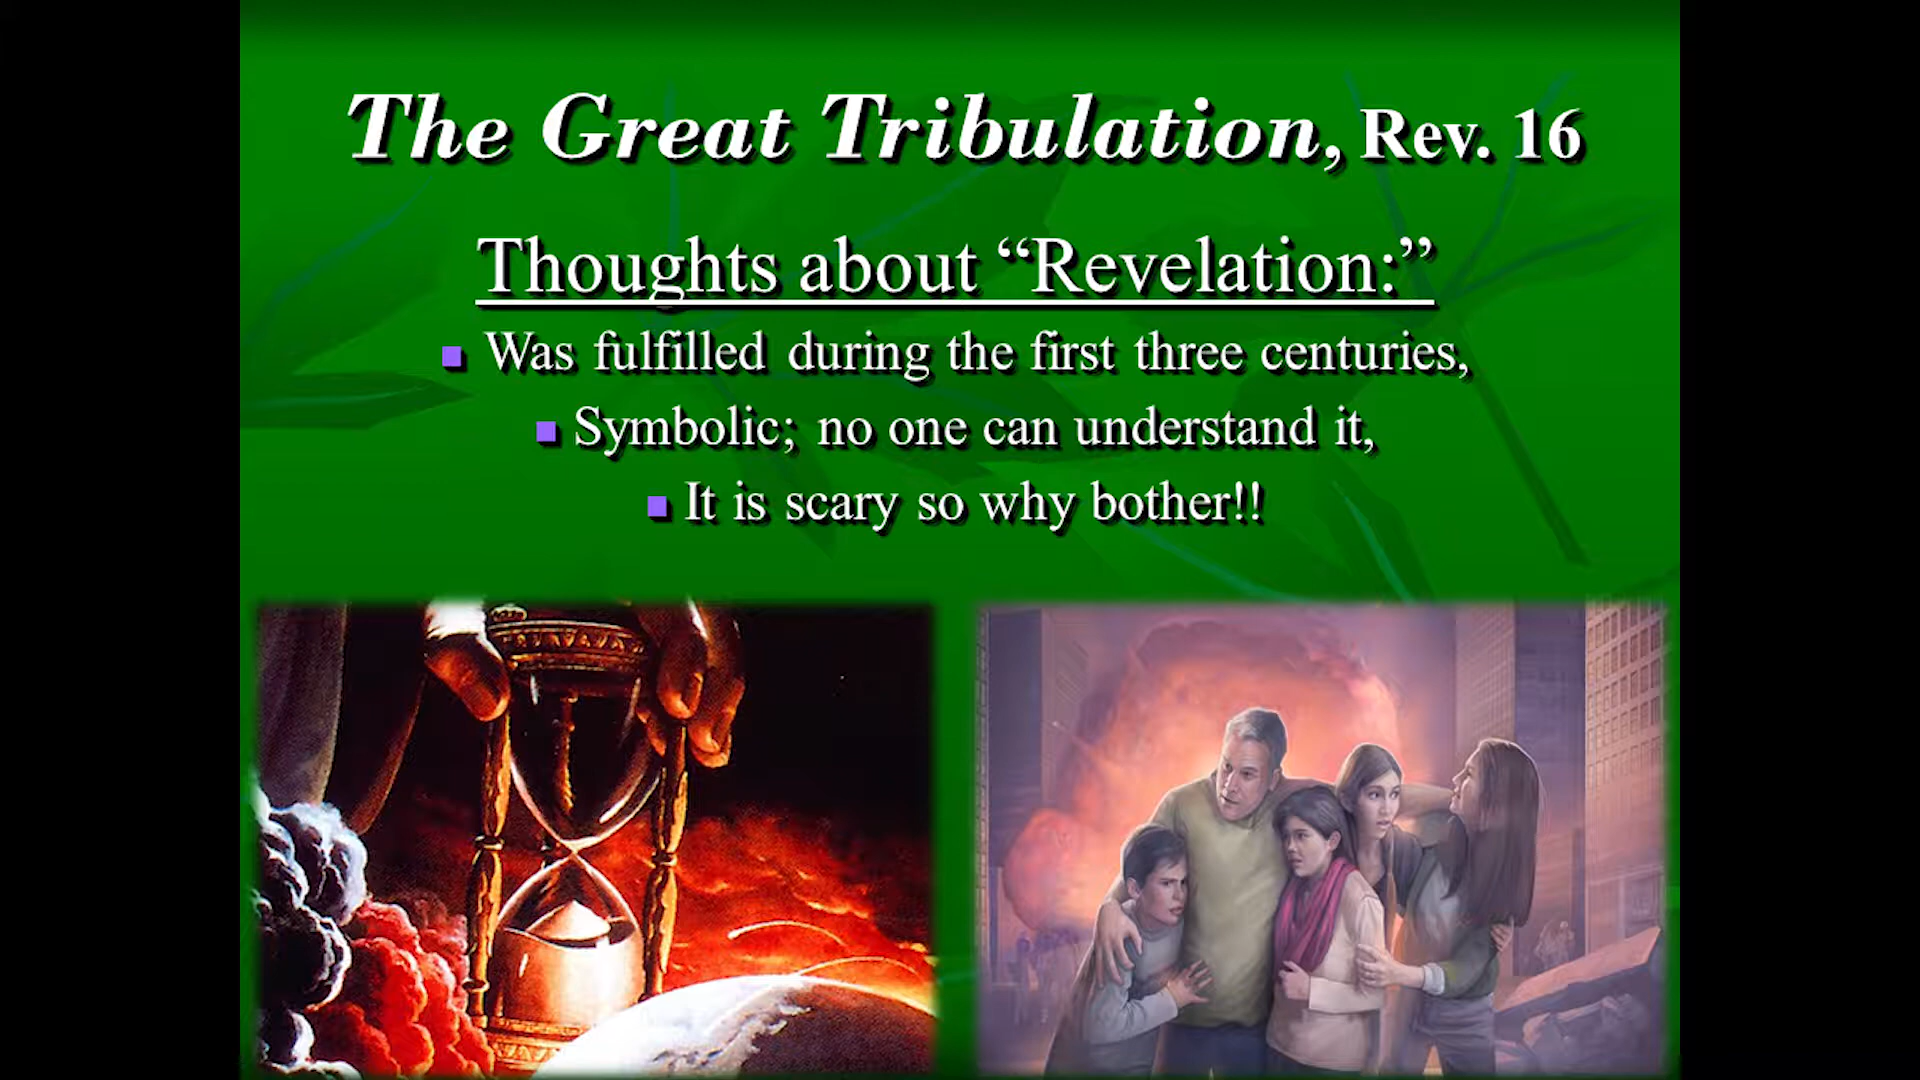 The Great Tribulation, Rev. 16
Thoughts about “Revelation:”
Was fulfilled during the first three centuries,
Symbolic; no one can understand it,
It is scary so why bother!!